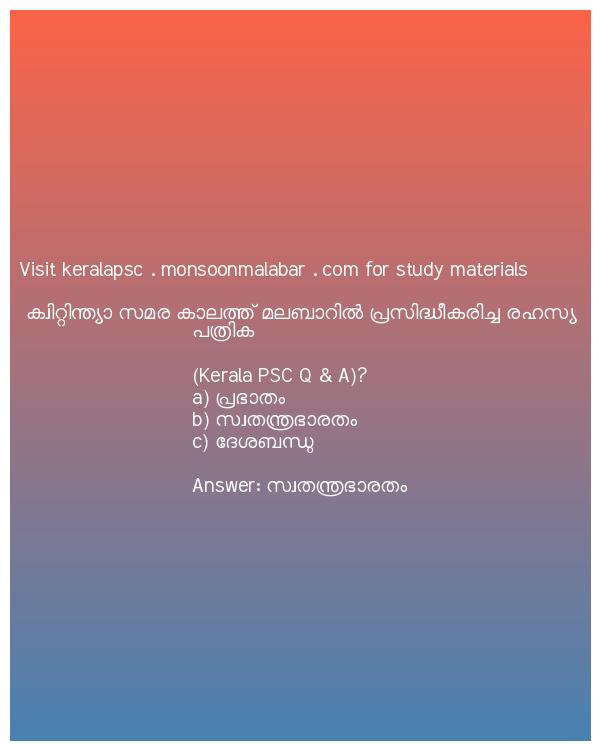 Visit keralapsc . monsoonmalabar . com for study materials
ക്വിറ്റിന്ത്യാ സമര കാലത്ത് മലബാറിൽ പ്രസിദ്ധീകരിച്ച രഹസ്യ
പത്രിക
(Kerala PSC Q & A)?
a) പ്രഭാതം
b) സ്വതന്ത്രഭാരതം
c) ദേശബന്ധു
Answer: സ്വതന്ത്രഭാരതം